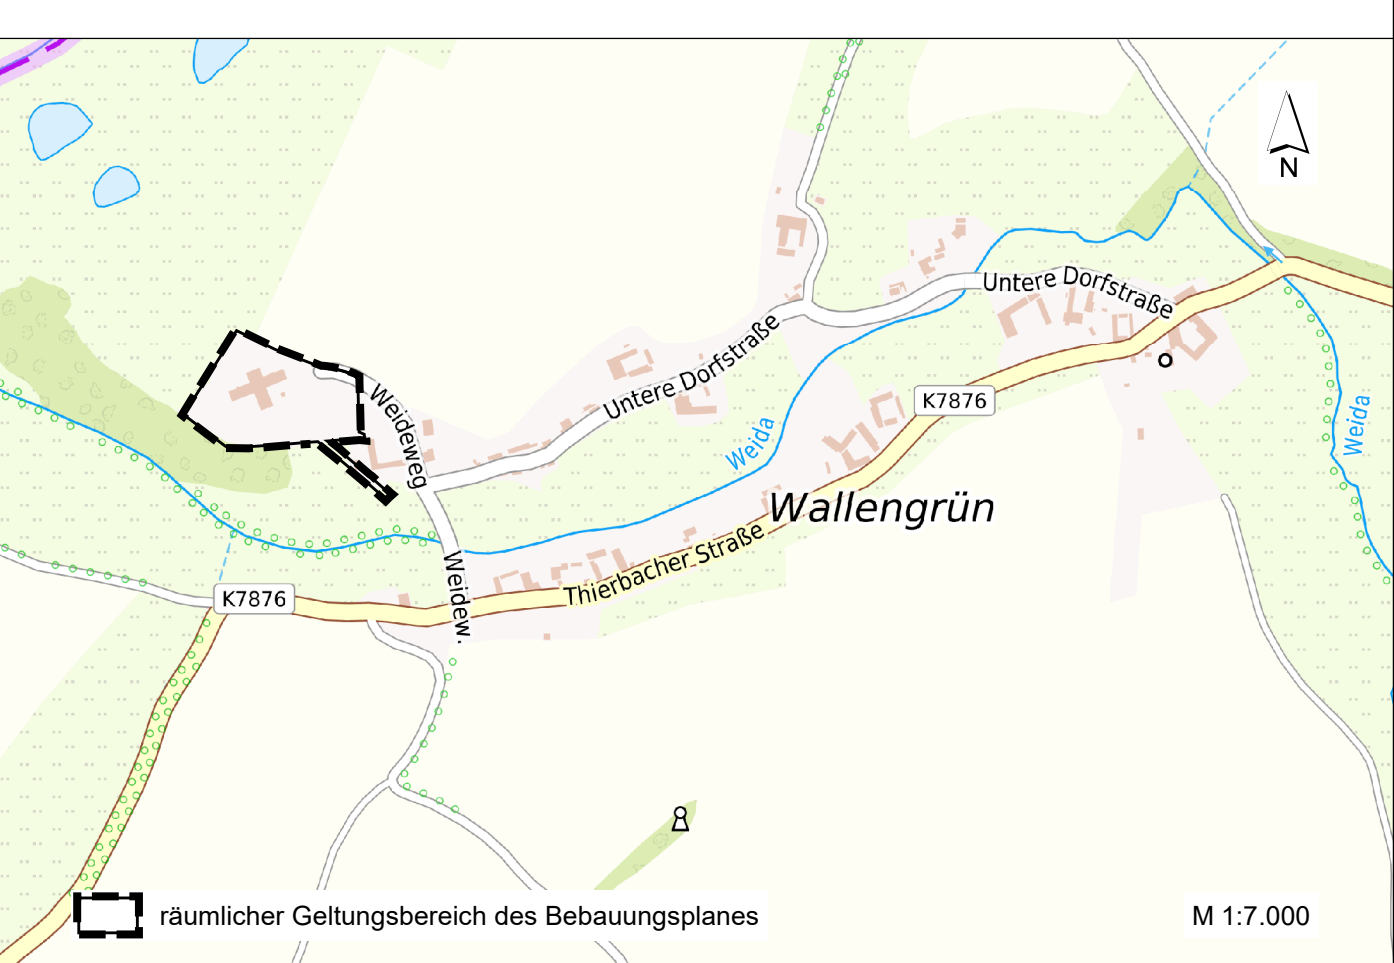 N
Untere Dorfstraße
Untere Dorfstraße
Weideweg
K7876
Weida
Weida
Wallengrün
Thierbacher Straße
Weidew.
K7876
räumlicher Geltungsbereich des Bebauungsplanes
M 1:7.000